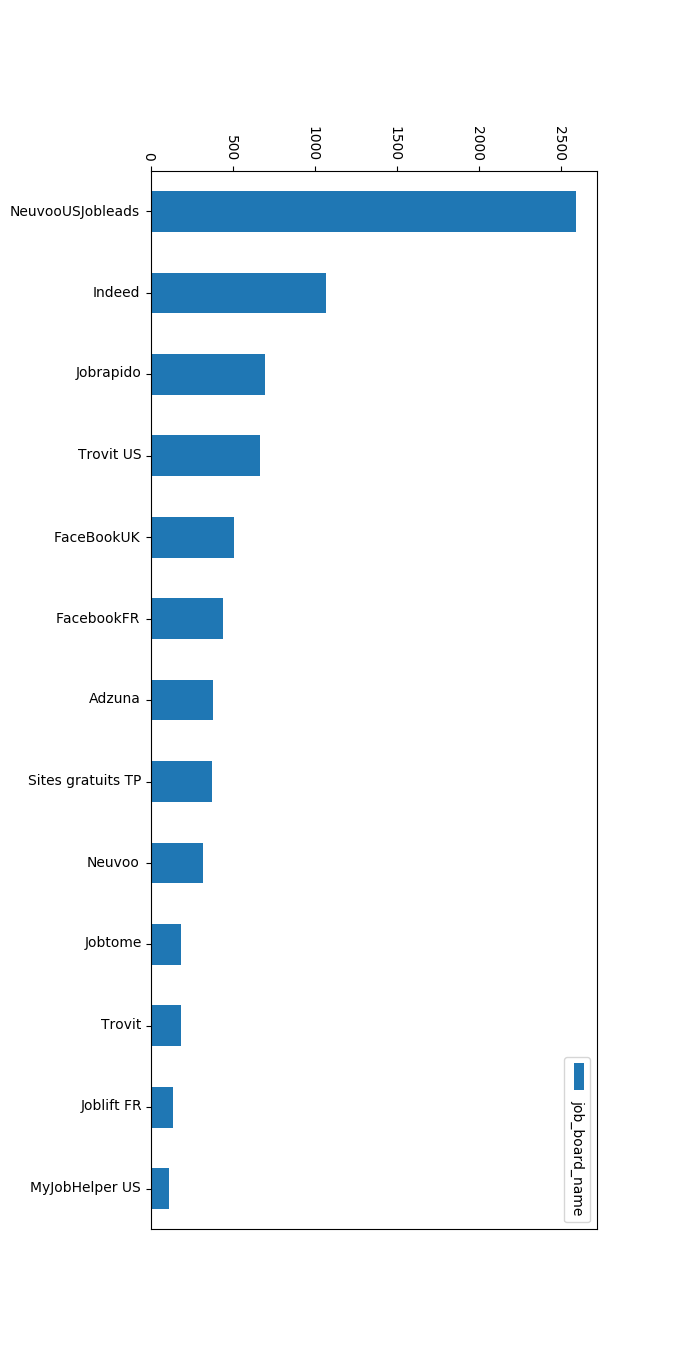 0
500
1000
1500
2000
2500
NeuvooUSJobleads
Indeed
Jobrapido
Trovit US
FaceBookUK
FacebookFR
Adzuna
Sites gratuits TP
Neuvoo
Jobtome
Trovit
Joblift FR
MyJobHelper US
job_board_name